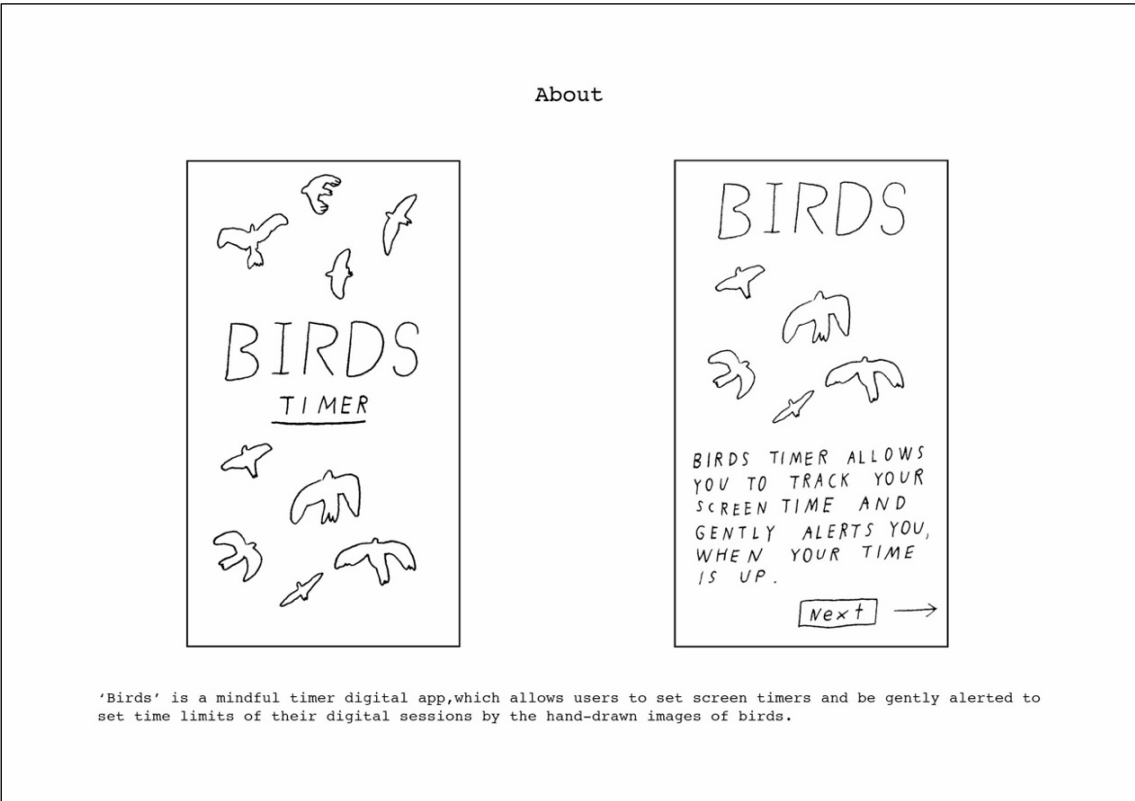 About
BIRDS
TIMER
BIRDS
BIRDS TIMER ALLOWS
YOU TO TRACK YOUR
SCREEN TIME AND
GENTLY ALERTS YOU,
WHEN YOUR TIME
IS UP.
Next
‘Birds’ is a mindful timer digital app,which allows users to set screen timers and be gently alerted to
set time limits of their digital sessions by the hand-drawn images of birds.